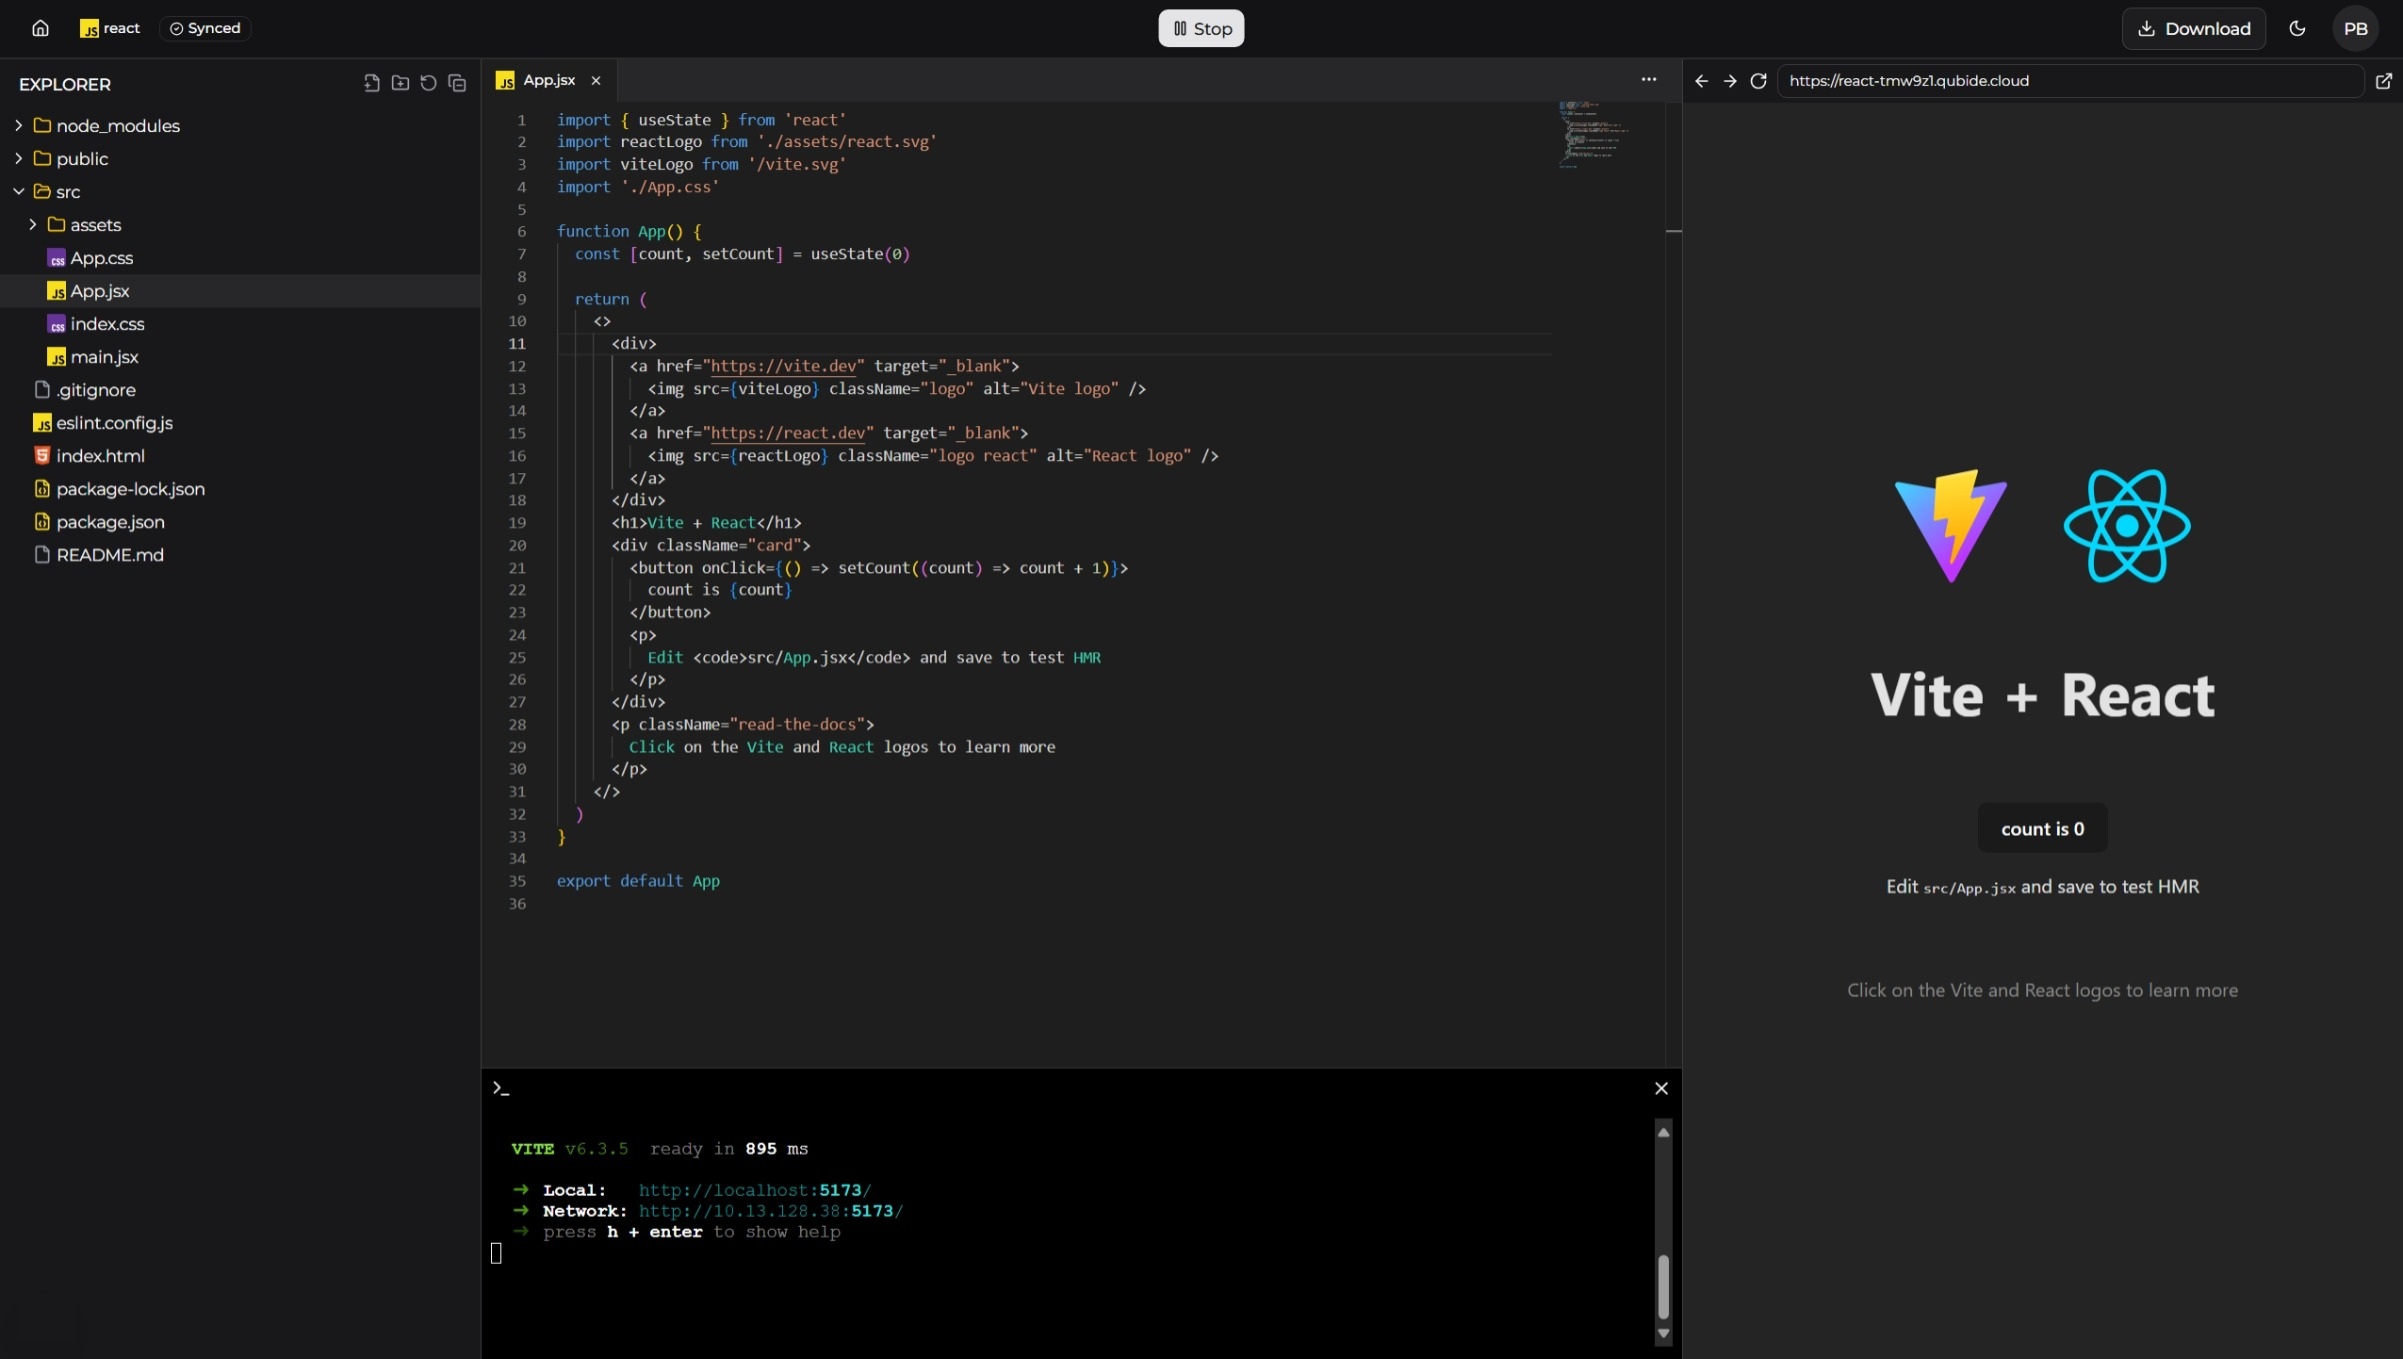 JS react Synced
Stop
Download PB
EXPLORER
node_modules
public
src
assets
css App.css
JS App.jsx
css index.css
JS main.jsx
.gitignore
JS eslint.config.js
index.html
package-lock.json
package.json
README.md
JS App.jsx
1 import { useState } from 'react'
2 import reactLogo from './assets/react.svg'
3 import viteLogo from '/vite.svg'
4 import './App.css'
5
6 function App() {
7 const [count, setCount] = useState(0)
8
9 return (
10 <>
11 <div>
12 <a href="https://vite.dev" target="_blank">
13 <img src={viteLogo} className="logo" alt="Vite logo" />
14 </a>
15 <a href="https://react.dev" target="_blank">
16 <img src={reactLogo} className="logo react" alt="React logo" />
17 </a>
18 </div>
19 <h1>Vite + React</h1>
20 <div className="card">
21 <button onClick={() => setCount((count) => count + 1)}>
22 count is {count}
23 </button>
24 <p>
25 Edit <code>src/App.jsx</code> and save to test HMR
26 </p>
27 </div>
28 <p className="read-the-docs">
29 Click on the Vite and React logos to learn more
30 </p>
31 </>
32 )
33 }
34
35 export default App
36
VITE v6.3.5 ready in 895 ms
➜ Local: http://localhost:5173/
➜ Network: http://10.13.128.38:5173/
➜ press h + enter to show help
https://react-tmw9z1.qubide.cloud
Vite + React
count is 0
Edit src/App.jsx and save to test HMR
Click on the Vite and React logos to learn more